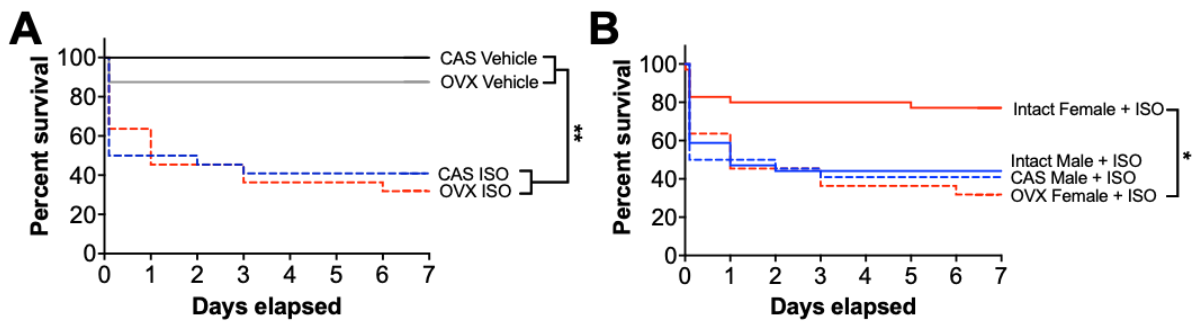 A
Percent survival
100
80
60
40
20
0
0 1 2 3 4 5 6 7
Days elapsed
CAS Vehicle
OVX Vehicle
CAS ISO
OVX ISO
**
B
Percent survival
100
80
60
40
20
0
0 1 2 3 4 5 6 7
Days elapsed
Intact Female + ISO
Intact Male + ISO
CAS Male + ISO
OVX Female + ISO
*